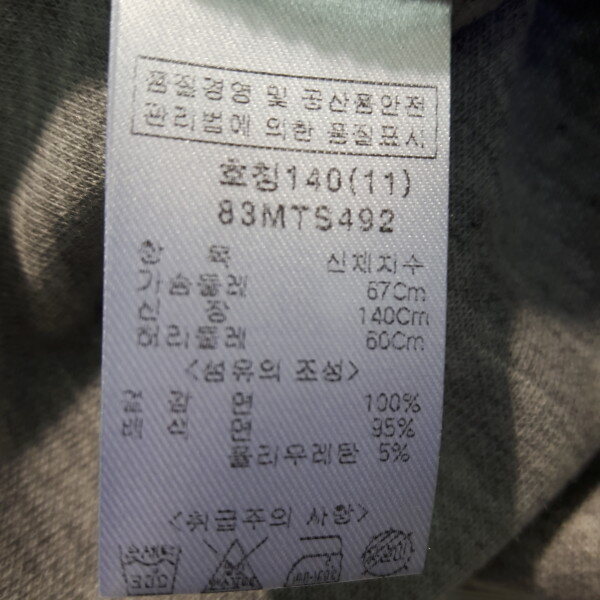 품질경영 및 공산품안전
관리법에 의한 품질표시
호칭140(11)
83MTS492
항 목 신체치수
가슴둘레 67Cm
신 장 140Cm
허리둘레 60Cm
<섬유의 조성>
겉 감 면 100%
배 색 면 95%
폴리우레탄 5%
<취급주의 사항>